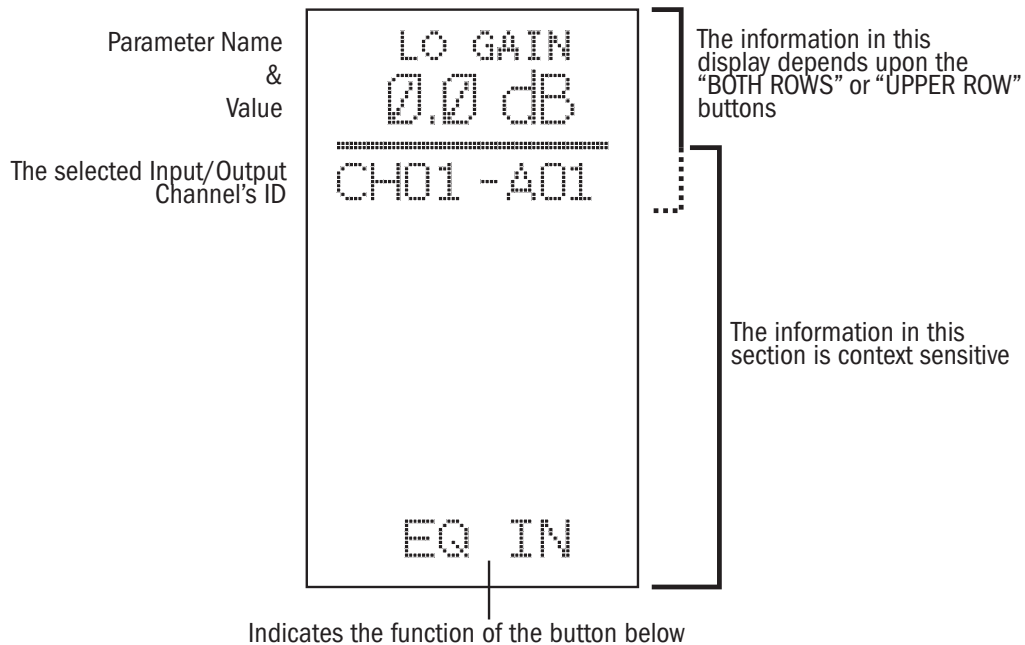 Parameter Name
&
Value
LO GAIN
0.0 dB
The information in this
display depends upon the
“BOTH ROWS” or “UPPER ROW”
buttons
The selected Input/Output
Channel's ID
CH01 - A01
The information in this
section is context sensitive
EQ IN
Indicates the function of the button below